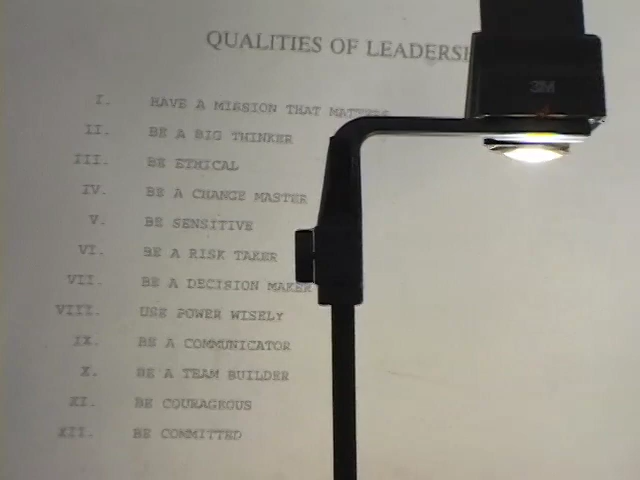 QUALITIES OF LEADERSH
I. HAVE A MISSION THAT MATTERS
II. BE A BIG THINKER
III. BE ETHICAL
IV. BE A CHANGE MASTER
V. BE SENSITIVE
VI. BE A RISK TAKER
VII. BE A DECISION MAKER
VIII. USE POWER WISELY
IX. BE A COMMUNICATOR
X. BE A TEAM BUILDER
XI. BE COURAGEOUS
XII. BE COMMITTED
3M